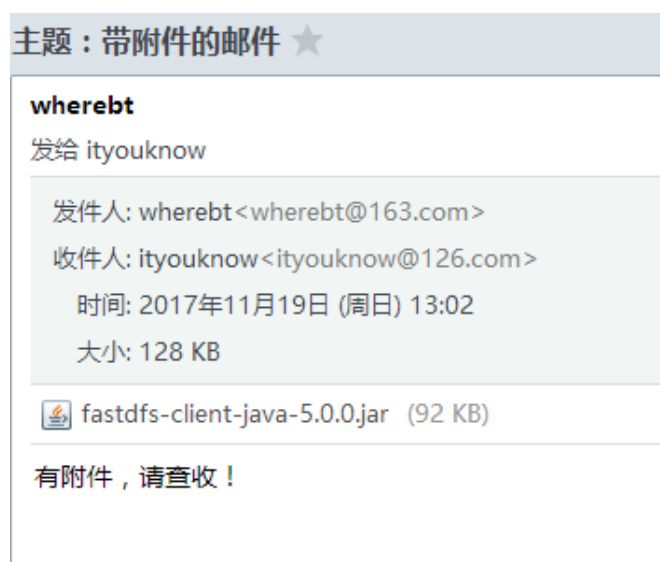 主题：带附件的邮件
wherebt
发给 ityouknow
发件人: wherebt<wherebt@163.com>
收件人: ityouknow<ityouknow@126.com>
时间: 2017年11月19日 (周日) 13:02
大小: 128 KB
fastdfs-client-java-5.0.0.jar (92 KB)
有附件，请查收！